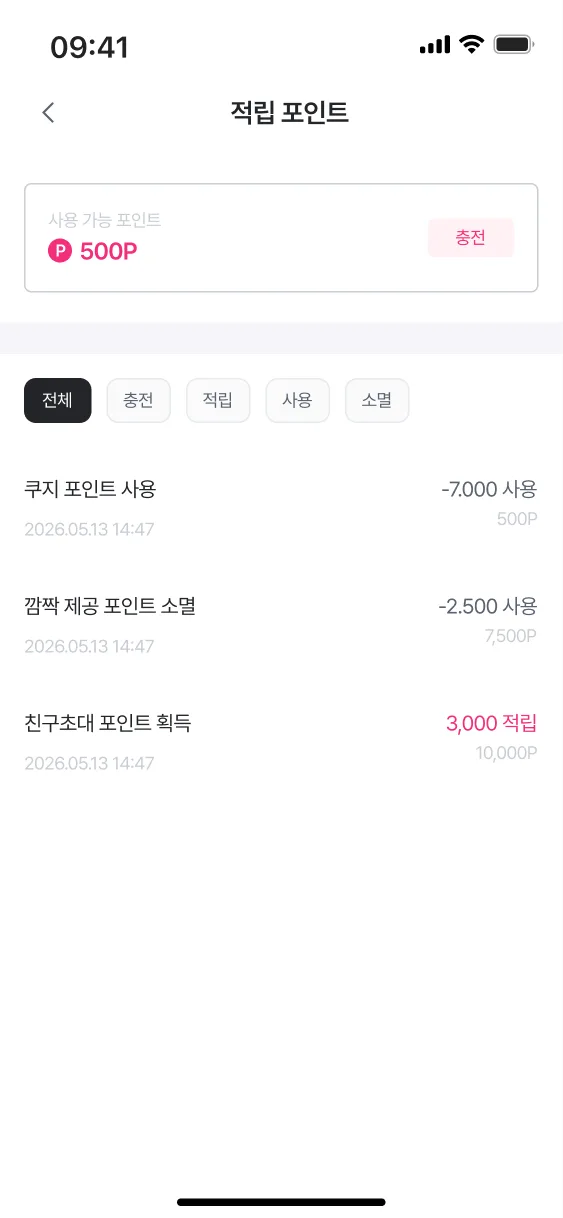 09:41
적립 포인트
사용 가능 포인트
P 500P
충전
전체 충전 적립 사용 소멸
쿠지 포인트 사용
-7.000 사용
2026.05.13 14:47
500P
깜짝 제공 포인트 소멸
-2.500 사용
2026.05.13 14:47
7,500P
친구초대 포인트 획득
3,000 적립
2026.05.13 14:47
10,000P